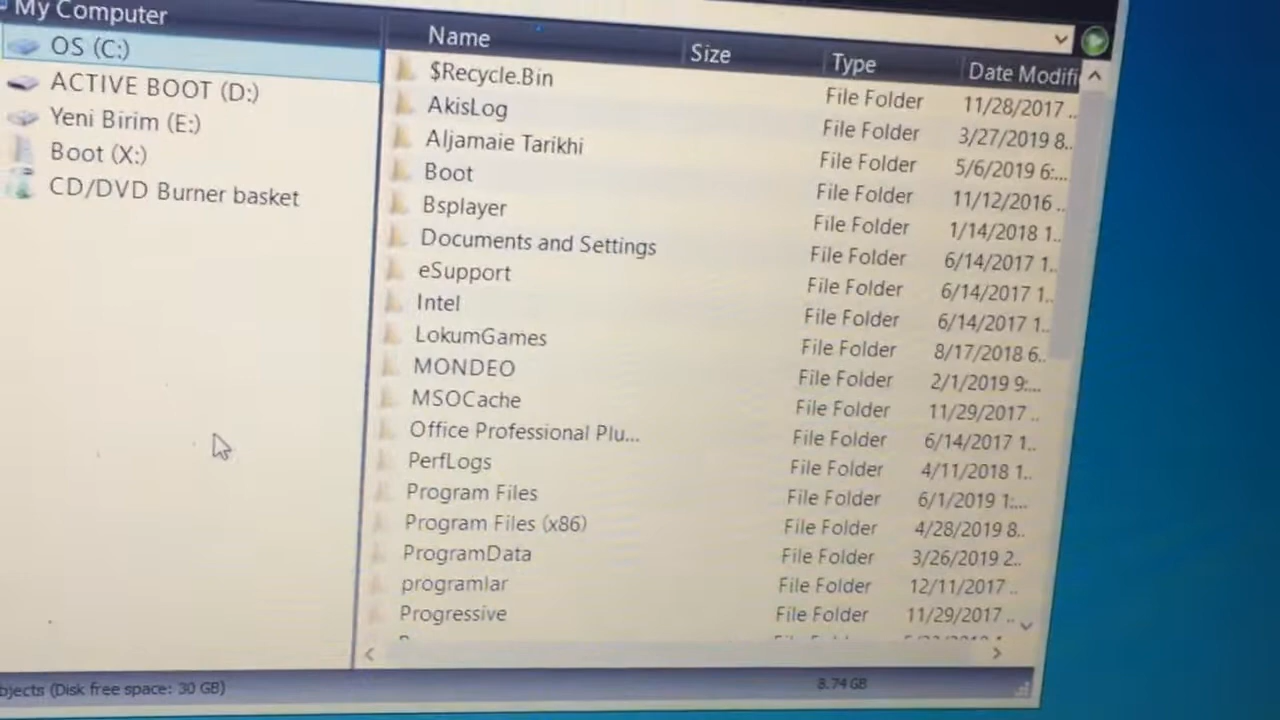 My Computer
OS (C:)
ACTIVE BOOT (D:)
Yeni Birim (E:)
Boot (X:)
CD/DVD Burner basket
Name Size Type Date Modifi
$Recycle.Bin File Folder 11/28/2017 ..
AkisLog File Folder 3/27/2019 8..
Aljamaie Tarikhi File Folder 5/6/2019 6:...
Boot File Folder 11/12/2016 ..
Bsplayer File Folder 1/14/2018 1..
Documents and Settings File Folder 6/14/2017 1..
eSupport File Folder 6/14/2017 1..
Intel File Folder 6/14/2017 1..
LokumGames File Folder 8/17/2018 6..
MONDEO File Folder 2/1/2019 9:...
MSOCache File Folder 11/29/2017 ..
Office Professional Plu... File Folder 6/14/2017 1..
PerfLogs File Folder 4/11/2018 1..
Program Files File Folder 6/1/2019 1:...
Program Files (x86) File Folder 4/28/2019 8..
ProgramData File Folder 3/26/2019 2..
programlar File Folder 12/11/2017 ..
Progressive File Folder 11/29/2017 ..
bjects (Disk free space: 30 GB) 8.74 GB